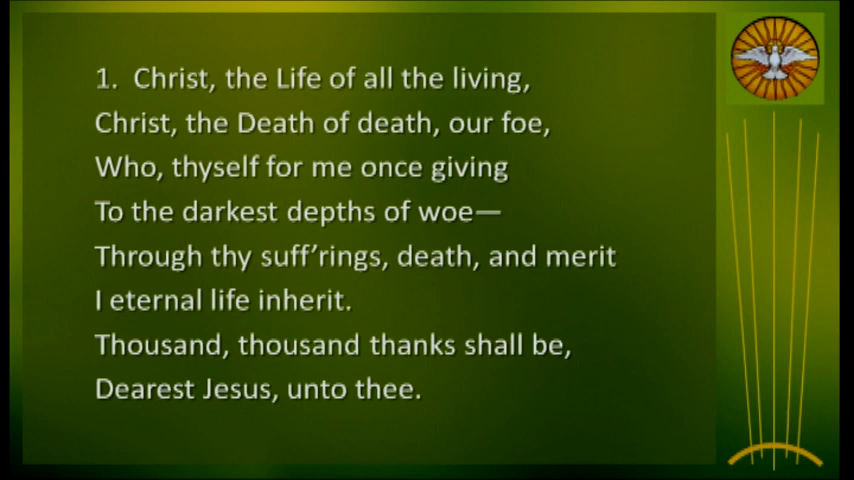 1. Christ, the Life of all the living,
Christ, the Death of death, our foe,
Who, thyself for me once giving
To the darkest depths of woe—
Through thy suff’rings, death, and merit
I eternal life inherit.
Thousand, thousand thanks shall be,
Dearest Jesus, unto thee.